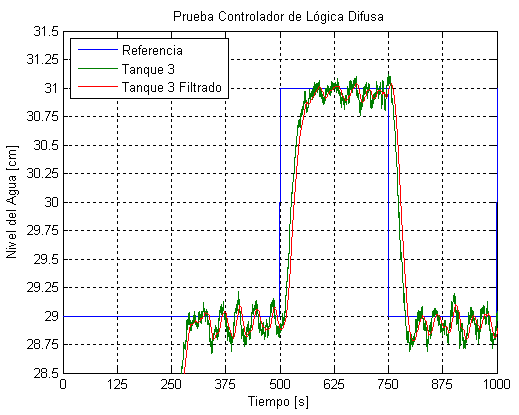 Prueba Controlador de Lógica Difusa
Referencia
Tanque 3
Tanque 3 Filtrado
Nivel del Agua [cm]
31.5
31.25
31
30.75
30.5
30.25
30
29.75
29.5
29.25
29
28.75
28.5
0 125 250 375 500 625 750 875 1000
Tiempo [s]